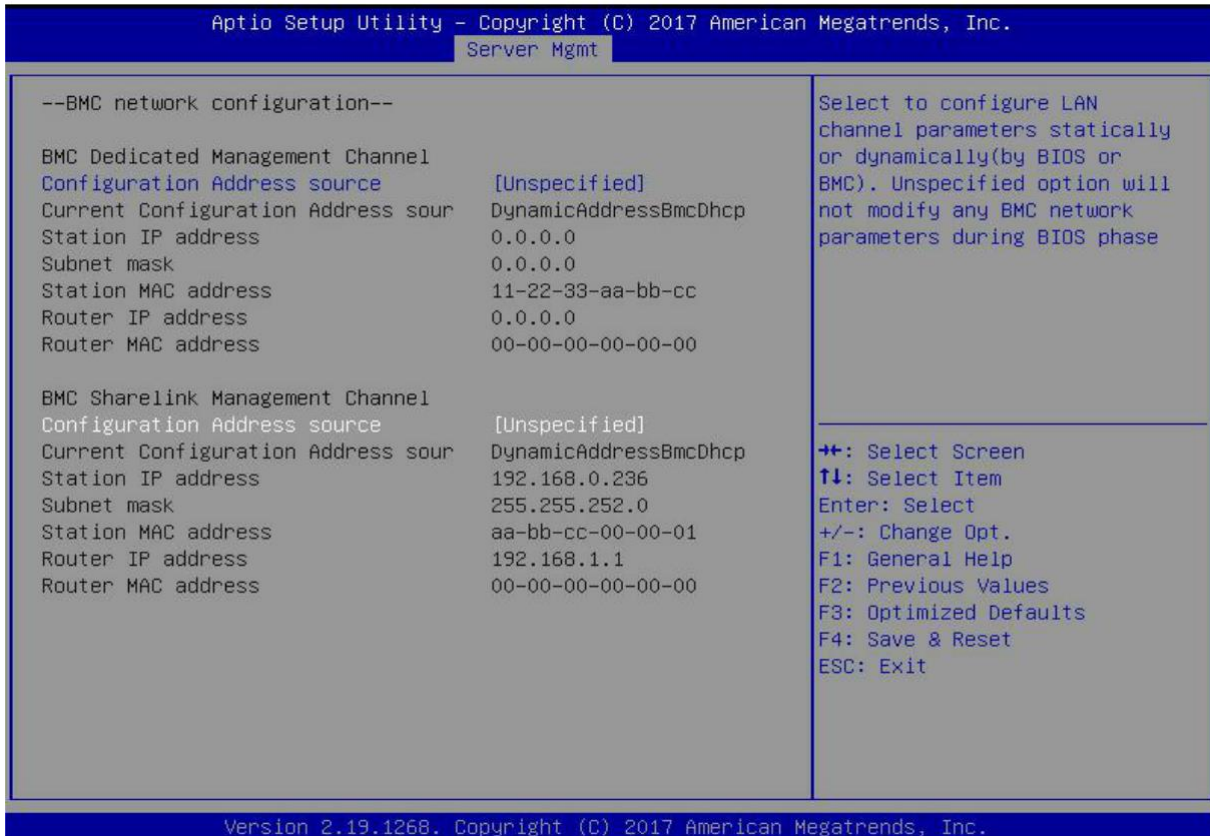 Aptio Setup Utility – Copyright (C) 2017 American Megatrends, Inc.
Server Mgmt
--BMC network configuration--
BMC Dedicated Management Channel
Configuration Address source [Unspecified]
Current Configuration Address sour DynamicAddressBmcDhcp
Station IP address 0.0.0.0
Subnet mask 0.0.0.0
Station MAC address 11-22-33-aa-bb-cc
Router IP address 0.0.0.0
Router MAC address 00-00-00-00-00-00
BMC Sharelink Management Channel
Configuration Address source [Unspecified]
Current Configuration Address sour DynamicAddressBmcDhcp
Station IP address 192.168.0.236
Subnet mask 255.255.252.0
Station MAC address aa-bb-cc-00-00-01
Router IP address 192.168.1.1
Router MAC address 00-00-00-00-00-00
Select to configure LAN
channel parameters statically
or dynamically(by BIOS or
BMC). Unspecified option will
not modify any BMC network
parameters during BIOS phase
→←: Select Screen
↑↓: Select Item
Enter: Select
+/-: Change Opt.
F1: General Help
F2: Previous Values
F3: Optimized Defaults
F4: Save & Reset
ESC: Exit
Version 2.19.1268. Copyright (C) 2017 American Megatrends, Inc.